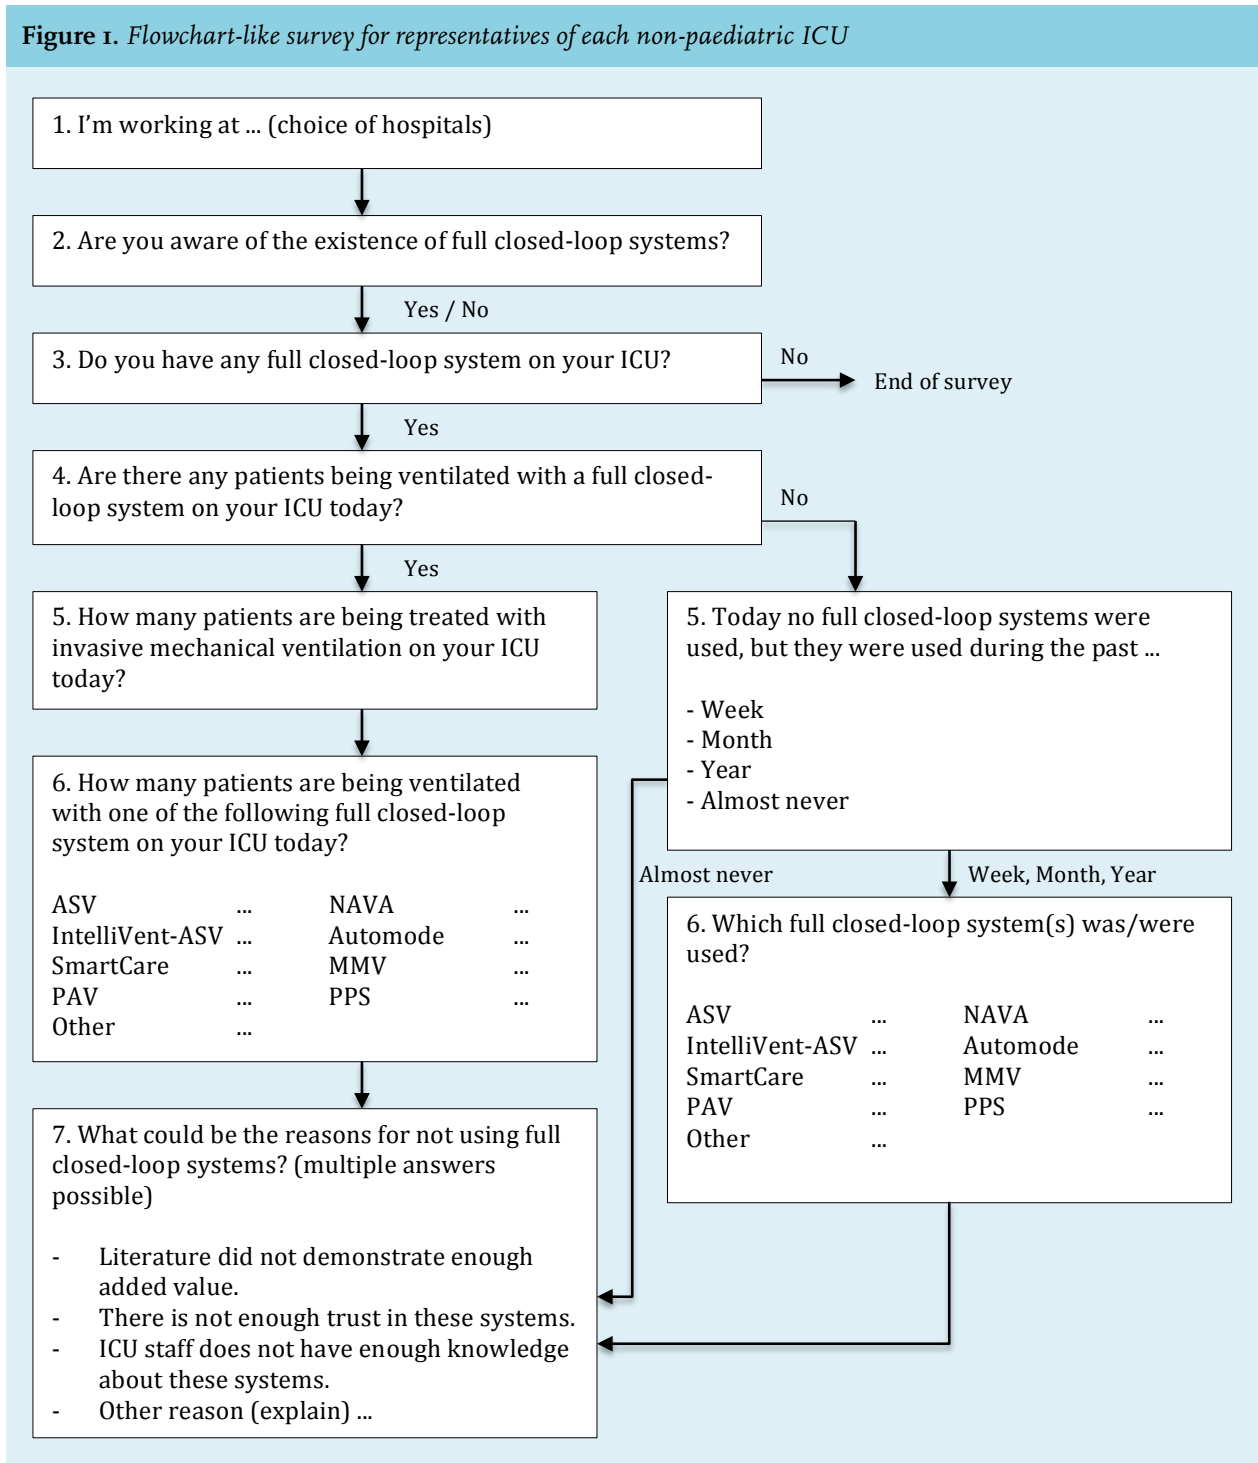 Figure 1. Flowchart-like survey for representatives of each non-paediatric ICU
1. I'm working at ... (choice of hospitals)
2. Are you aware of the existence of full closed-loop systems?
Yes / No
3. Do you have any full closed-loop system on your ICU?
No
End of survey
Yes
4. Are there any patients being ventilated with a full closed-
loop system on your ICU today?
No
Yes
5. How many patients are being treated with
invasive mechanical ventilation on your ICU
today?
5. Today no full closed-loop systems were
used, but they were used during the past ...
- Week
- Month
- Year
- Almost never
6. How many patients are being ventilated
with one of the following full closed-loop
system on your ICU today?
ASV ... NAVA ...
IntelliVent-ASV ... Automode ...
SmartCare ... MMV ...
PAV ... PPS ...
Other ...
Almost never
Week, Month, Year
6. Which full closed-loop system(s) was/were
used?
ASV ... NAVA ...
IntelliVent-ASV ... Automode ...
SmartCare ... MMV ...
PAV ... PPS ...
Other ...
7. What could be the reasons for not using full
closed-loop systems? (multiple answers
possible)
- Literature did not demonstrate enough
added value.
- There is not enough trust in these systems.
- ICU staff does not have enough knowledge
about these systems.
- Other reason (explain) ...